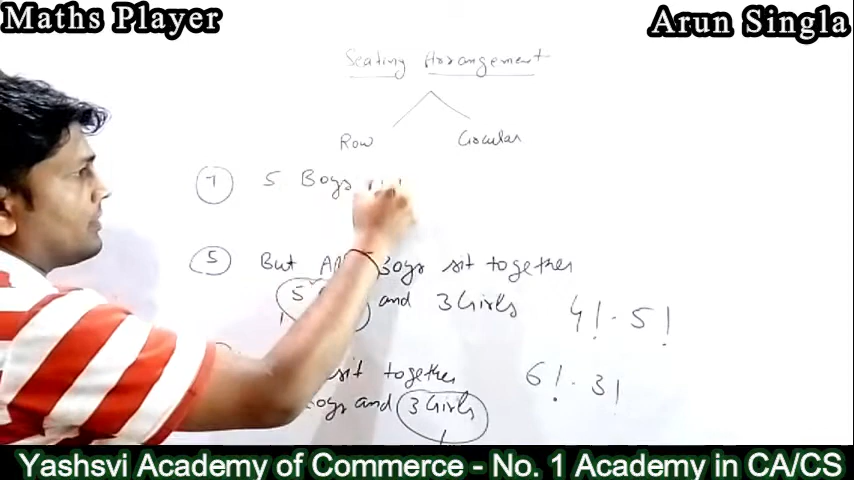 Maths Player
Arun Singla
Seating Arrangement
Row
Circular
7 5 Boys
5 But All Boys sit together
5 and 3 Girls
4! . 5!
sit together
6! . 3!
and 3 Girls
1
Yashsvi Academy of Commerce - No. 1 Academy in CA/CS